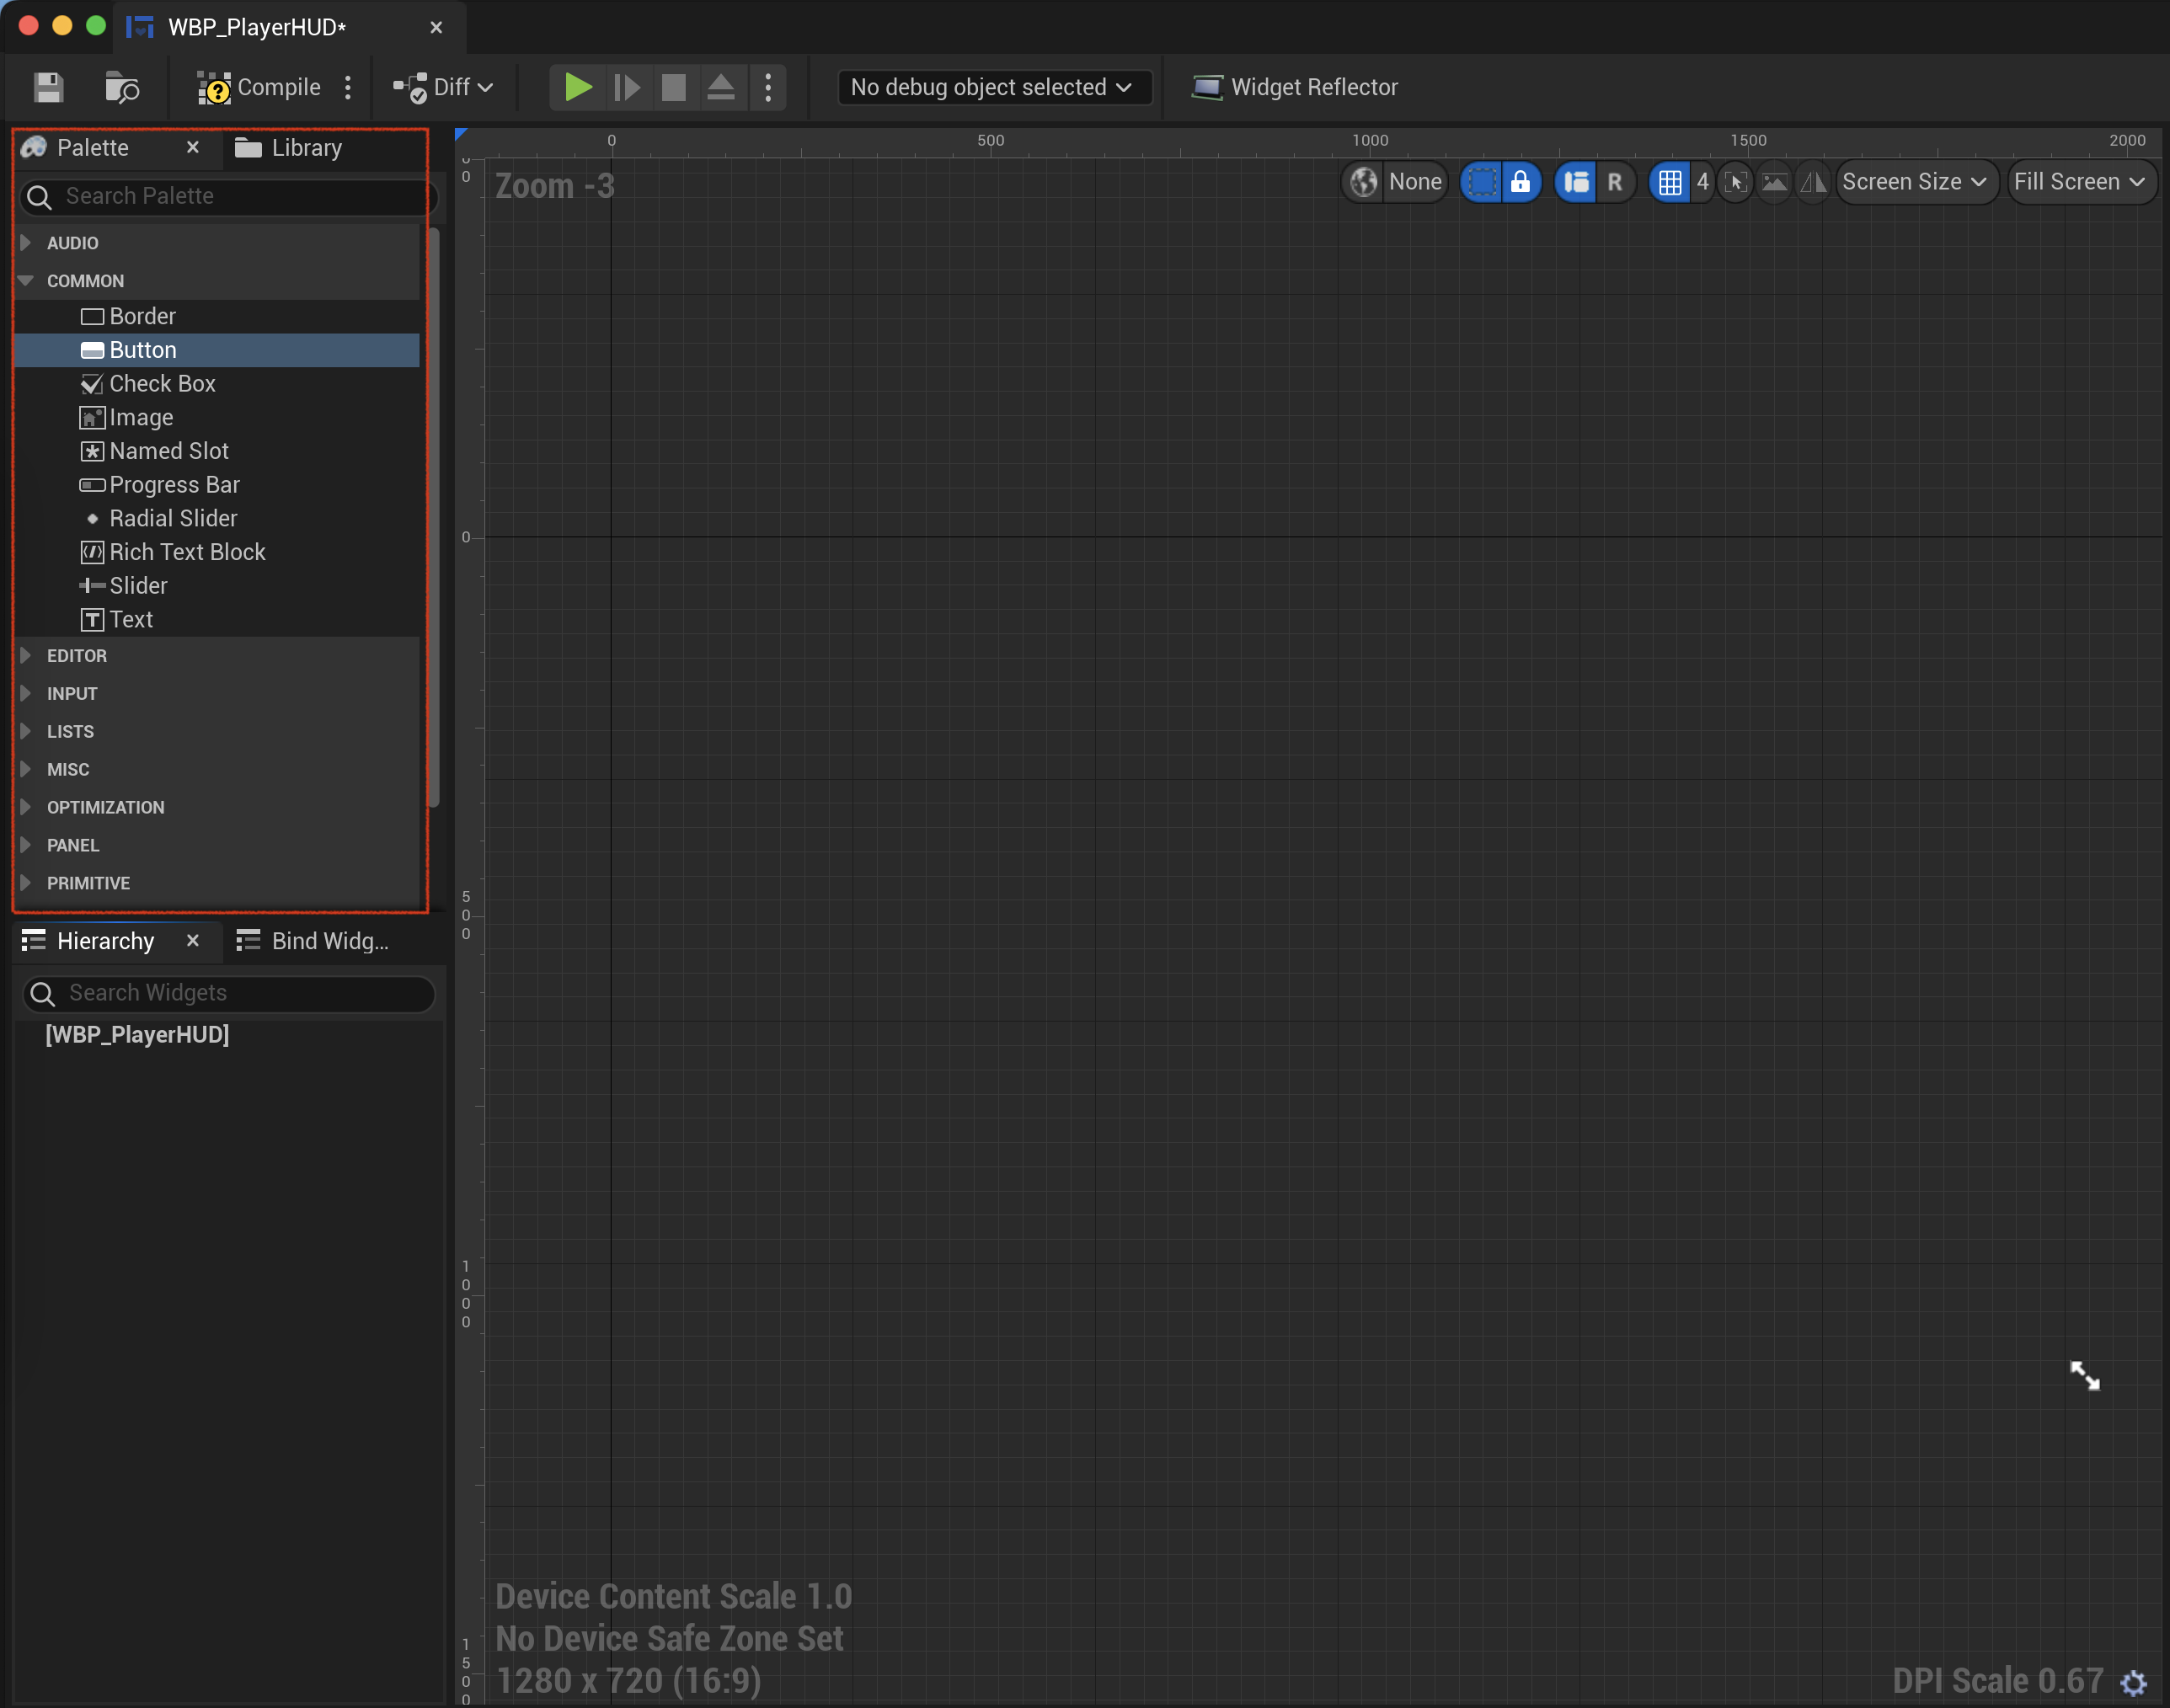 WBP_PlayerHUD*
Compile
Diff
No debug object selected
Widget Reflector
Palette
Library
Search Palette
AUDIO
COMMON
Border
Button
Check Box
Image
Named Slot
Progress Bar
Radial Slider
Rich Text Block
Slider
Text
EDITOR
INPUT
LISTS
MISC
OPTIMIZATION
PANEL
PRIMITIVE
Hierarchy
Bind Widg...
Search Widgets
[WBP_PlayerHUD]
0 500 1000 1500 2000
Zoom -3
None
R
4
Screen Size
Fill Screen
0
0
500
1000
1500
Device Content Scale 1.0
No Device Safe Zone Set
1280 x 720 (16:9)
DPI Scale 0.67